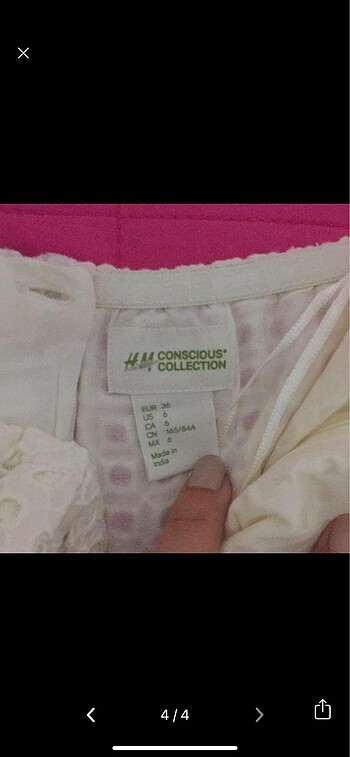 H&M CONSCIOUS*
COLLECTION
EUR 36
US 6
CA 6
CN 165/84A
MX 6
Made in
India
4/4